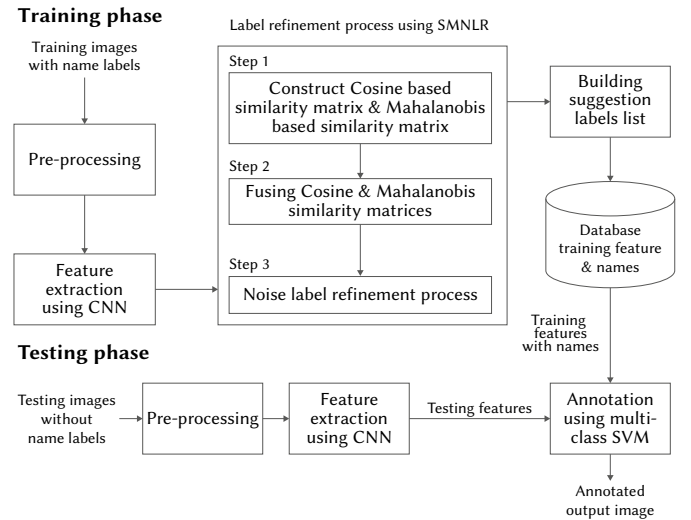 Training phase
Training images
with name labels
Pre-processing
Feature
extraction
using CNN
Label refinement process using SMNLR
Step 1
Construct Cosine based
similarity matrix & Mahalanobis
based similarity matrix
Step 2
Fusing Cosine & Mahalanobis
similarity matrices
Step 3
Noise label refinement process
Building
suggestion
labels list
Database
training feature
& names
Training
features
with names
Testing phase
Testing images
without
name labels
Pre-processing
Feature
extraction
using CNN
Testing features
Annotation
using multi-
class SVM
Annotated
output image